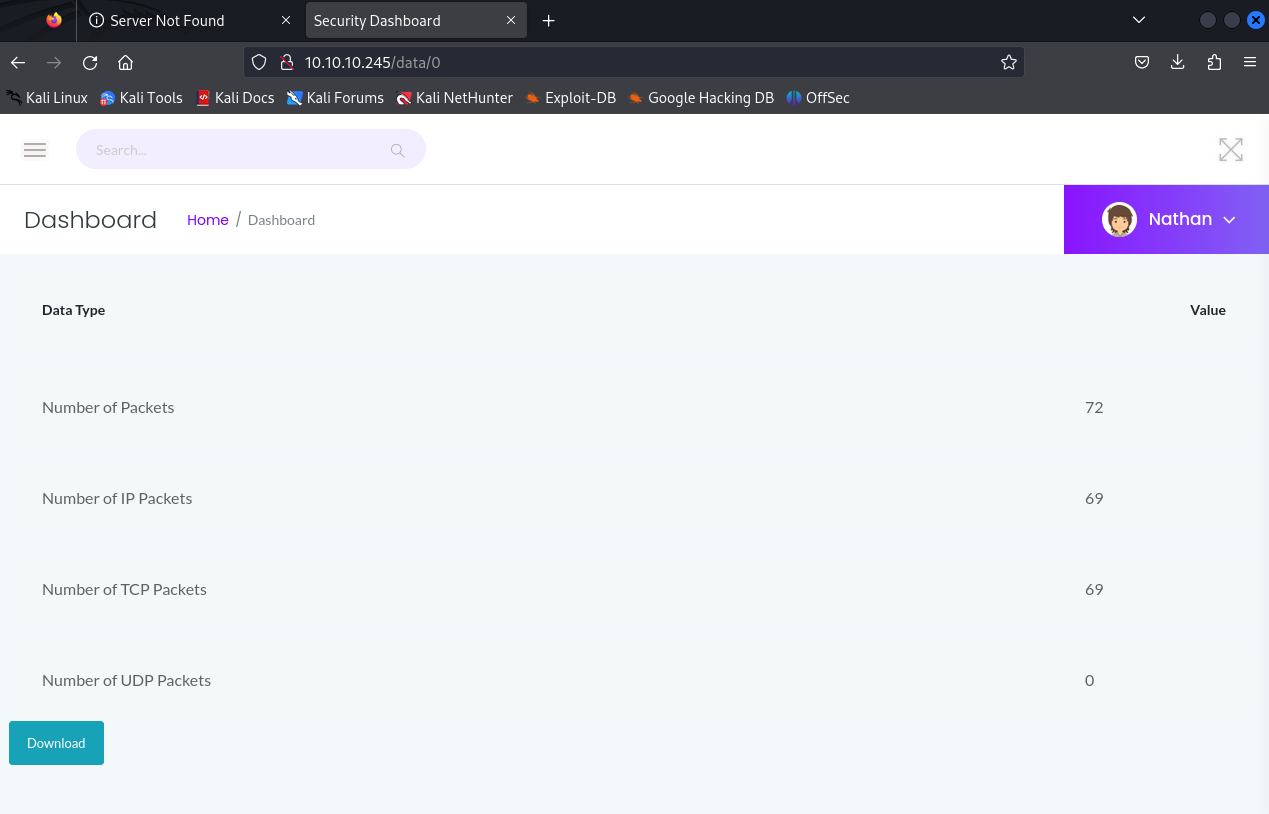 Server Not Found
Security Dashboard
10.10.10.245/data/0
Kali Linux Kali Tools Kali Docs Kali Forums Kali NetHunter Exploit-DB Google Hacking DB OffSec
Search...
Dashboard Home / Dashboard Nathan
Data Type Value
Number of Packets 72
Number of IP Packets 69
Number of TCP Packets 69
Number of UDP Packets 0
Download